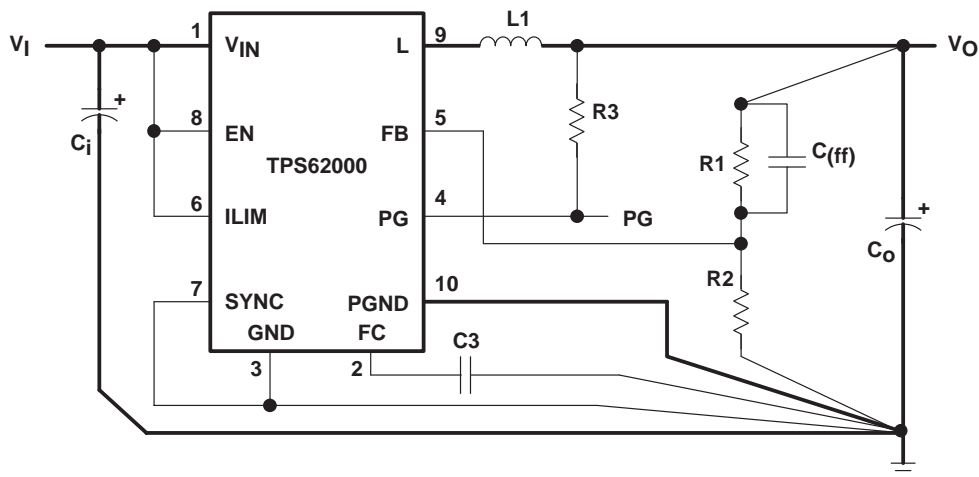 L1
1
9
VI
VIN
L
VO
+
R3
8
EN
5
FB
Ci
TPS62000
R1
C(ff)
6
ILIM
4
PG
PG
+
Co
7
SYNC
10
PGND
R2
GND
FC
C3
3
2